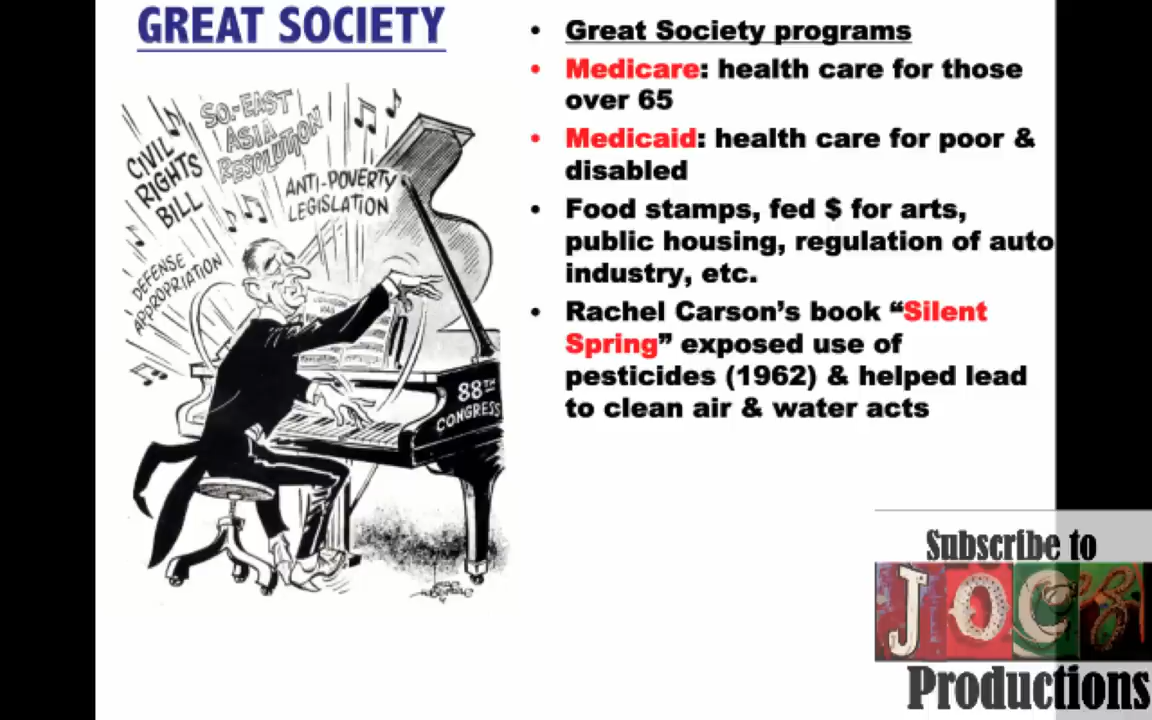 GREAT SOCIETY
SO.-EAST
ASIA
RESOLUTION
CIVIL
RIGHTS
BILL
ANTI-POVERTY
LEGISLATION
DEFENSE
APPROPRIATION
88TH
CONGRESS
• Great Society programs
• Medicare: health care for those
over 65
• Medicaid: health care for poor &
disabled
• Food stamps, fed $ for arts,
public housing, regulation of auto
industry, etc.
• Rachel Carson’s book “Silent
Spring” exposed use of
pesticides (1962) & helped lead
to clean air & water acts
Subscribe to
JOCZ
Productions